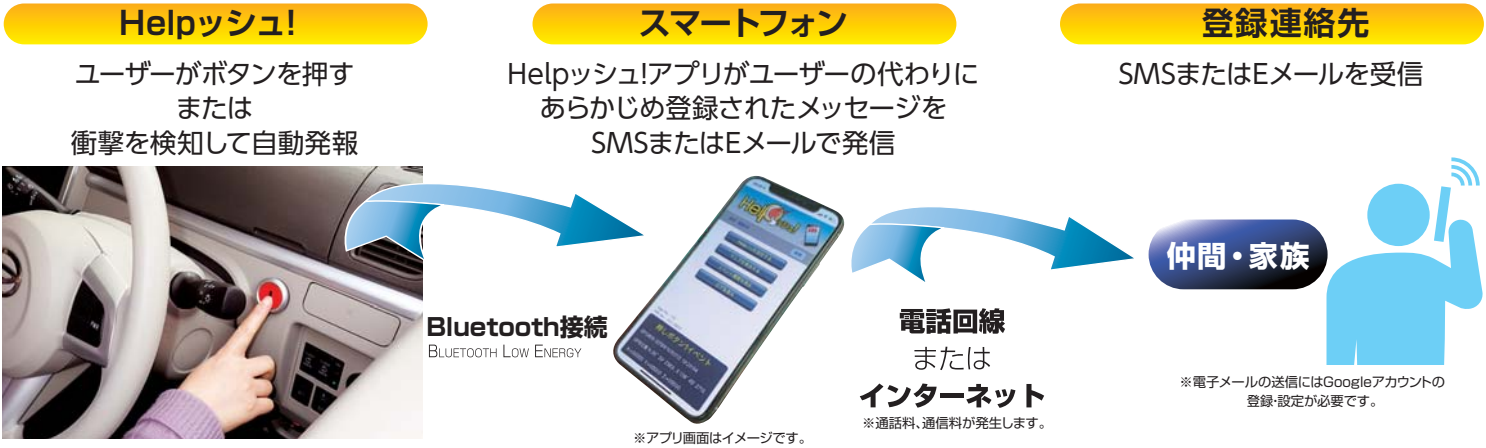 Helpッシュ!
ユーザーがボタンを押す
または
衝撃を検知して自動発報
Bluetooth接続
BLUETOOTH LOW ENERGY
スマートフォン
Helpッシュ!アプリがユーザーの代わりに
あらかじめ登録されたメッセージを
SMSまたはEメールで発信
押しボタン1イベント
※アプリ画面はイメージです。
電話回線
または
インターネット
※通話料、通信料が発生します。
登録連絡先
SMSまたはEメールを受信
仲間・家族
※電子メールの送信にはGoogleアカウントの
登録・設定が必要です。